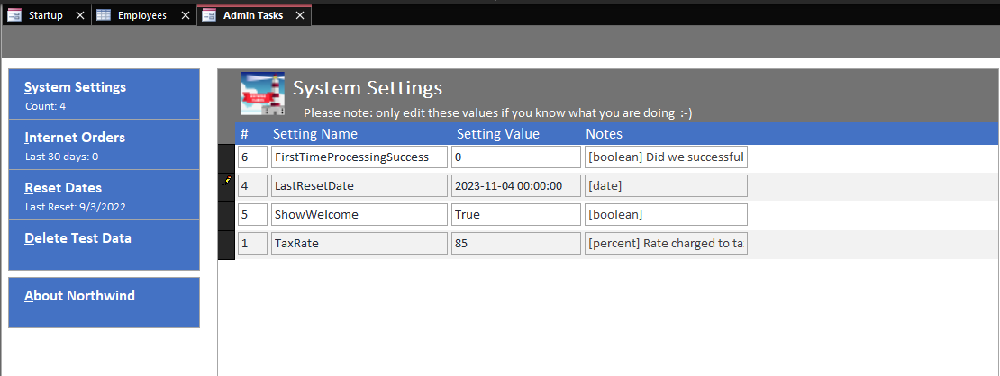 Startup
Employees
Admin Tasks
System Settings
Count: 4
Internet Orders
Last 30 days: 0
Reset Dates
Last Reset: 9/3/2022
Delete Test Data
About Northwind
System Settings
Please note: only edit these values if you know what you are doing :-)
# Setting Name Setting Value Notes
6 FirstTimeProcessingSuccess 0 [boolean] Did we successful
4 LastResetDate 2023-11-04 00:00:00 [date]
5 ShowWelcome True [boolean]
1 TaxRate 85 [percent] Rate charged to ta